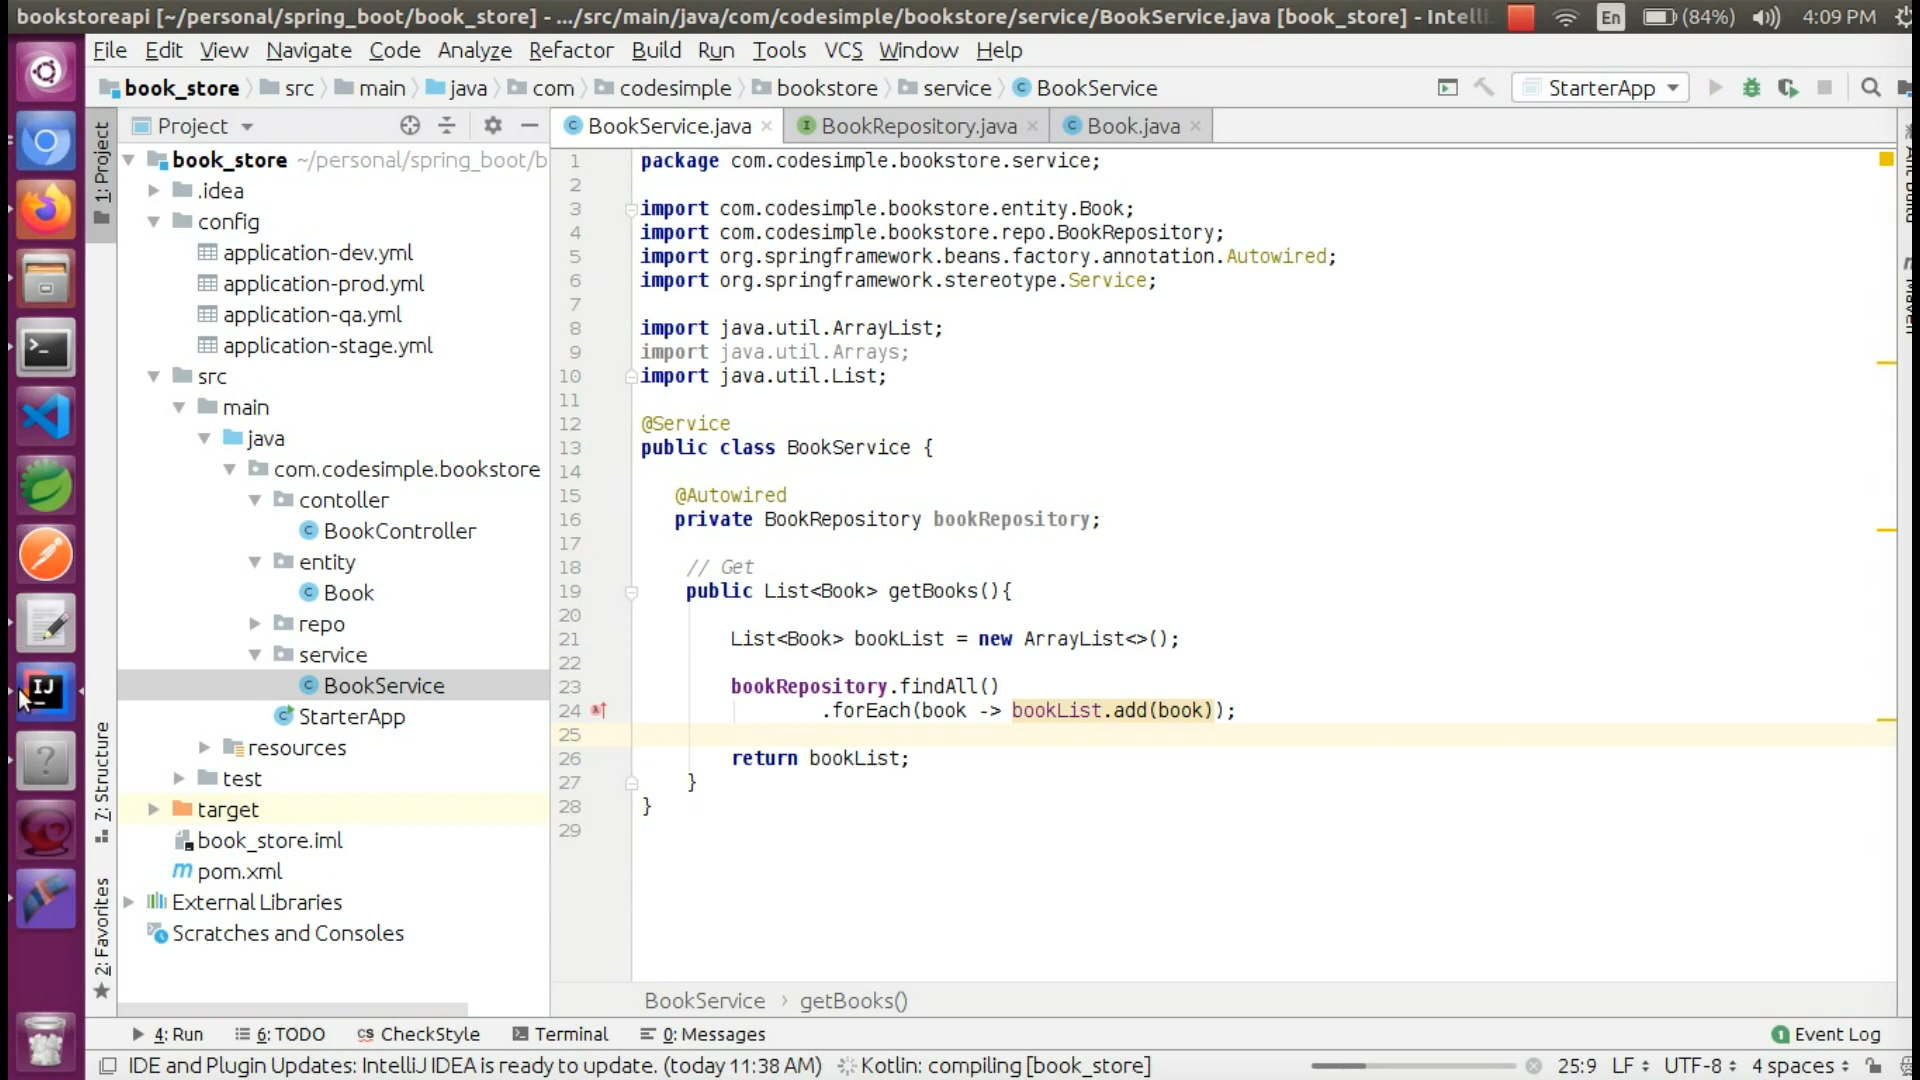 bookstoreapi [~/personal/spring_boot/book_store] - .../src/main/java/com/codesimple/bookstore/service/BookService.java [book_store] - Intelli
En (84%) 4:09 PM
File Edit View Navigate Code Analyze Refactor Build Run Tools VCS Window Help
book_store src main java com codesimple bookstore service BookService StarterApp
Project BookService.java BookRepository.java Book.java
1: Project
7: Structure
2: Favorites
book_store ~/personal/spring_boot/b
.idea
config
application-dev.yml
application-prod.yml
application-qa.yml
application-stage.yml
src
main
java
com.codesimple.bookstore
contoller
BookController
entity
Book
repo
service
BookService
StarterApp
resources
test
target
book_store.iml
pom.xml
External Libraries
Scratches and Consoles
1 package com.codesimple.bookstore.service;
2
3 import com.codesimple.bookstore.entity.Book;
4 import com.codesimple.bookstore.repo.BookRepository;
5 import org.springframework.beans.factory.annotation.Autowired;
6 import org.springframework.stereotype.Service;
7
8 import java.util.ArrayList;
9 import java.util.Arrays;
10 import java.util.List;
11
12 @Service
13 public class BookService {
14
15 @Autowired
16 private BookRepository bookRepository;
17
18 // Get
19 public List<Book> getBooks(){
20
21 List<Book> bookList = new ArrayList<>();
22
23 bookRepository.findAll()
24 .forEach(book -> bookList.add(book));
25
26 return bookList;
27 }
28 }
29
BookService › getBooks()
4: Run 6: TODO CheckStyle Terminal 0: Messages 1 Event Log
IDE and Plugin Updates: IntelliJ IDEA is ready to update. (today 11:38 AM) Kotlin: compiling [book_store] 25:9 LF UTF-8 4 spaces